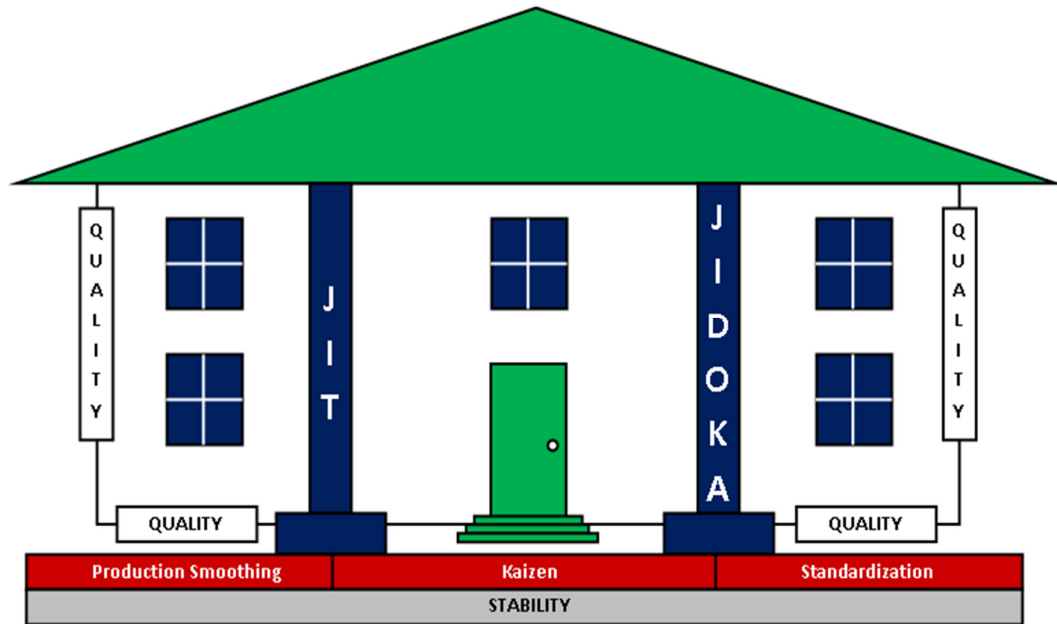 QUALITY
JIT
JIDOKA
QUALITY
QUALITY
QUALITY
Production Smoothing
Kaizen
Standardization
STABILITY